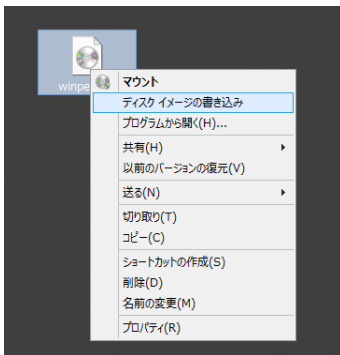 winpe
マウント
ディスク イメージの書き込み
プログラムから開く(H)...
共有(H)
以前のバージョンの復元(V)
送る(N)
切り取り(T)
コピー(C)
ショートカットの作成(S)
削除(D)
名前の変更(M)
プロパティ(R)